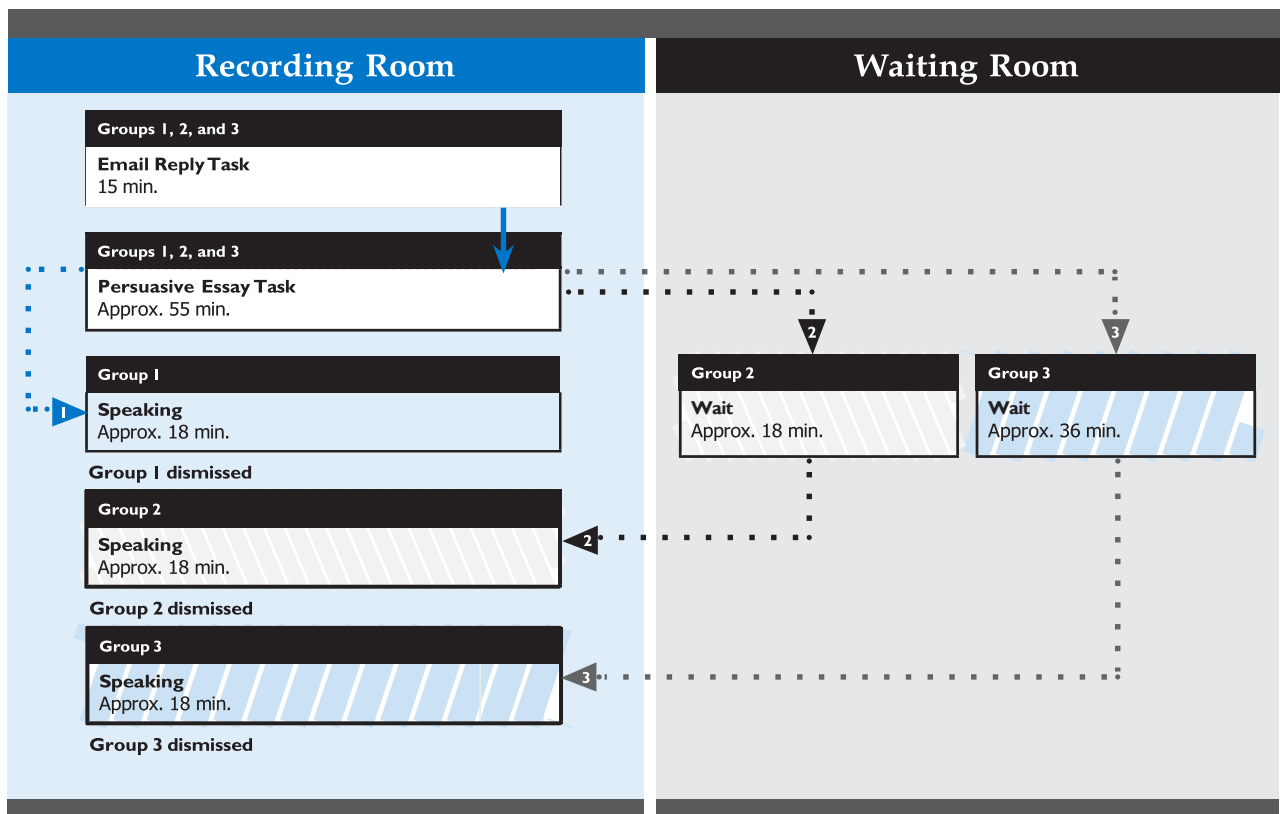 Recording Room
Groups 1, 2, and 3
Email Reply Task
15 min.
Groups 1, 2, and 3
Persuasive Essay Task
Approx. 55 min.
1
Group 1
Speaking
Approx. 18 min.
Group 1 dismissed
Group 2
Speaking
Approx. 18 min.
2
Group 2 dismissed
Group 3
Speaking
Approx. 18 min.
3
Group 3 dismissed
Waiting Room
2
3
Group 2
Wait
Approx. 18 min.
Group 3
Wait
Approx. 36 min.